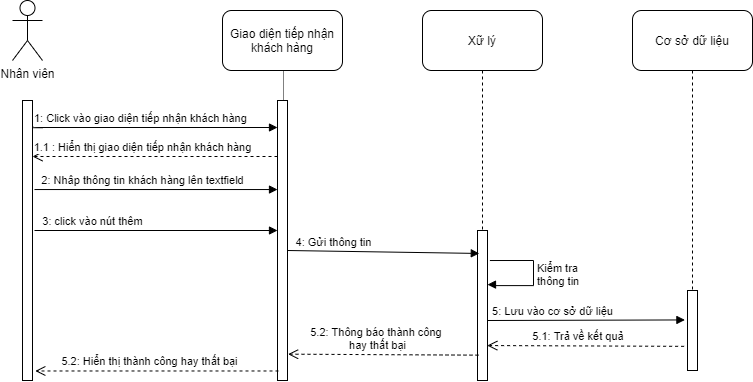 Nhân viên
Giao diện tiếp nhận
khách hàng
Xữ lý
Cơ sở dữ liệu
1: Click vào giao diện tiếp nhận khách hàng
1.1 : Hiển thị giao diện tiếp nhận khách hàng
2: Nhâp thông tin khách hàng lên textfield
3: click vào nút thêm
4: Gửi thông tin
Kiểm tra
thông tin
5: Lưu vào cơ sở dữ liệu
5.1: Trả về kết quả
5.2: Thông báo thành công
hay thất bại
5.2: Hiển thị thành công hay thất bại